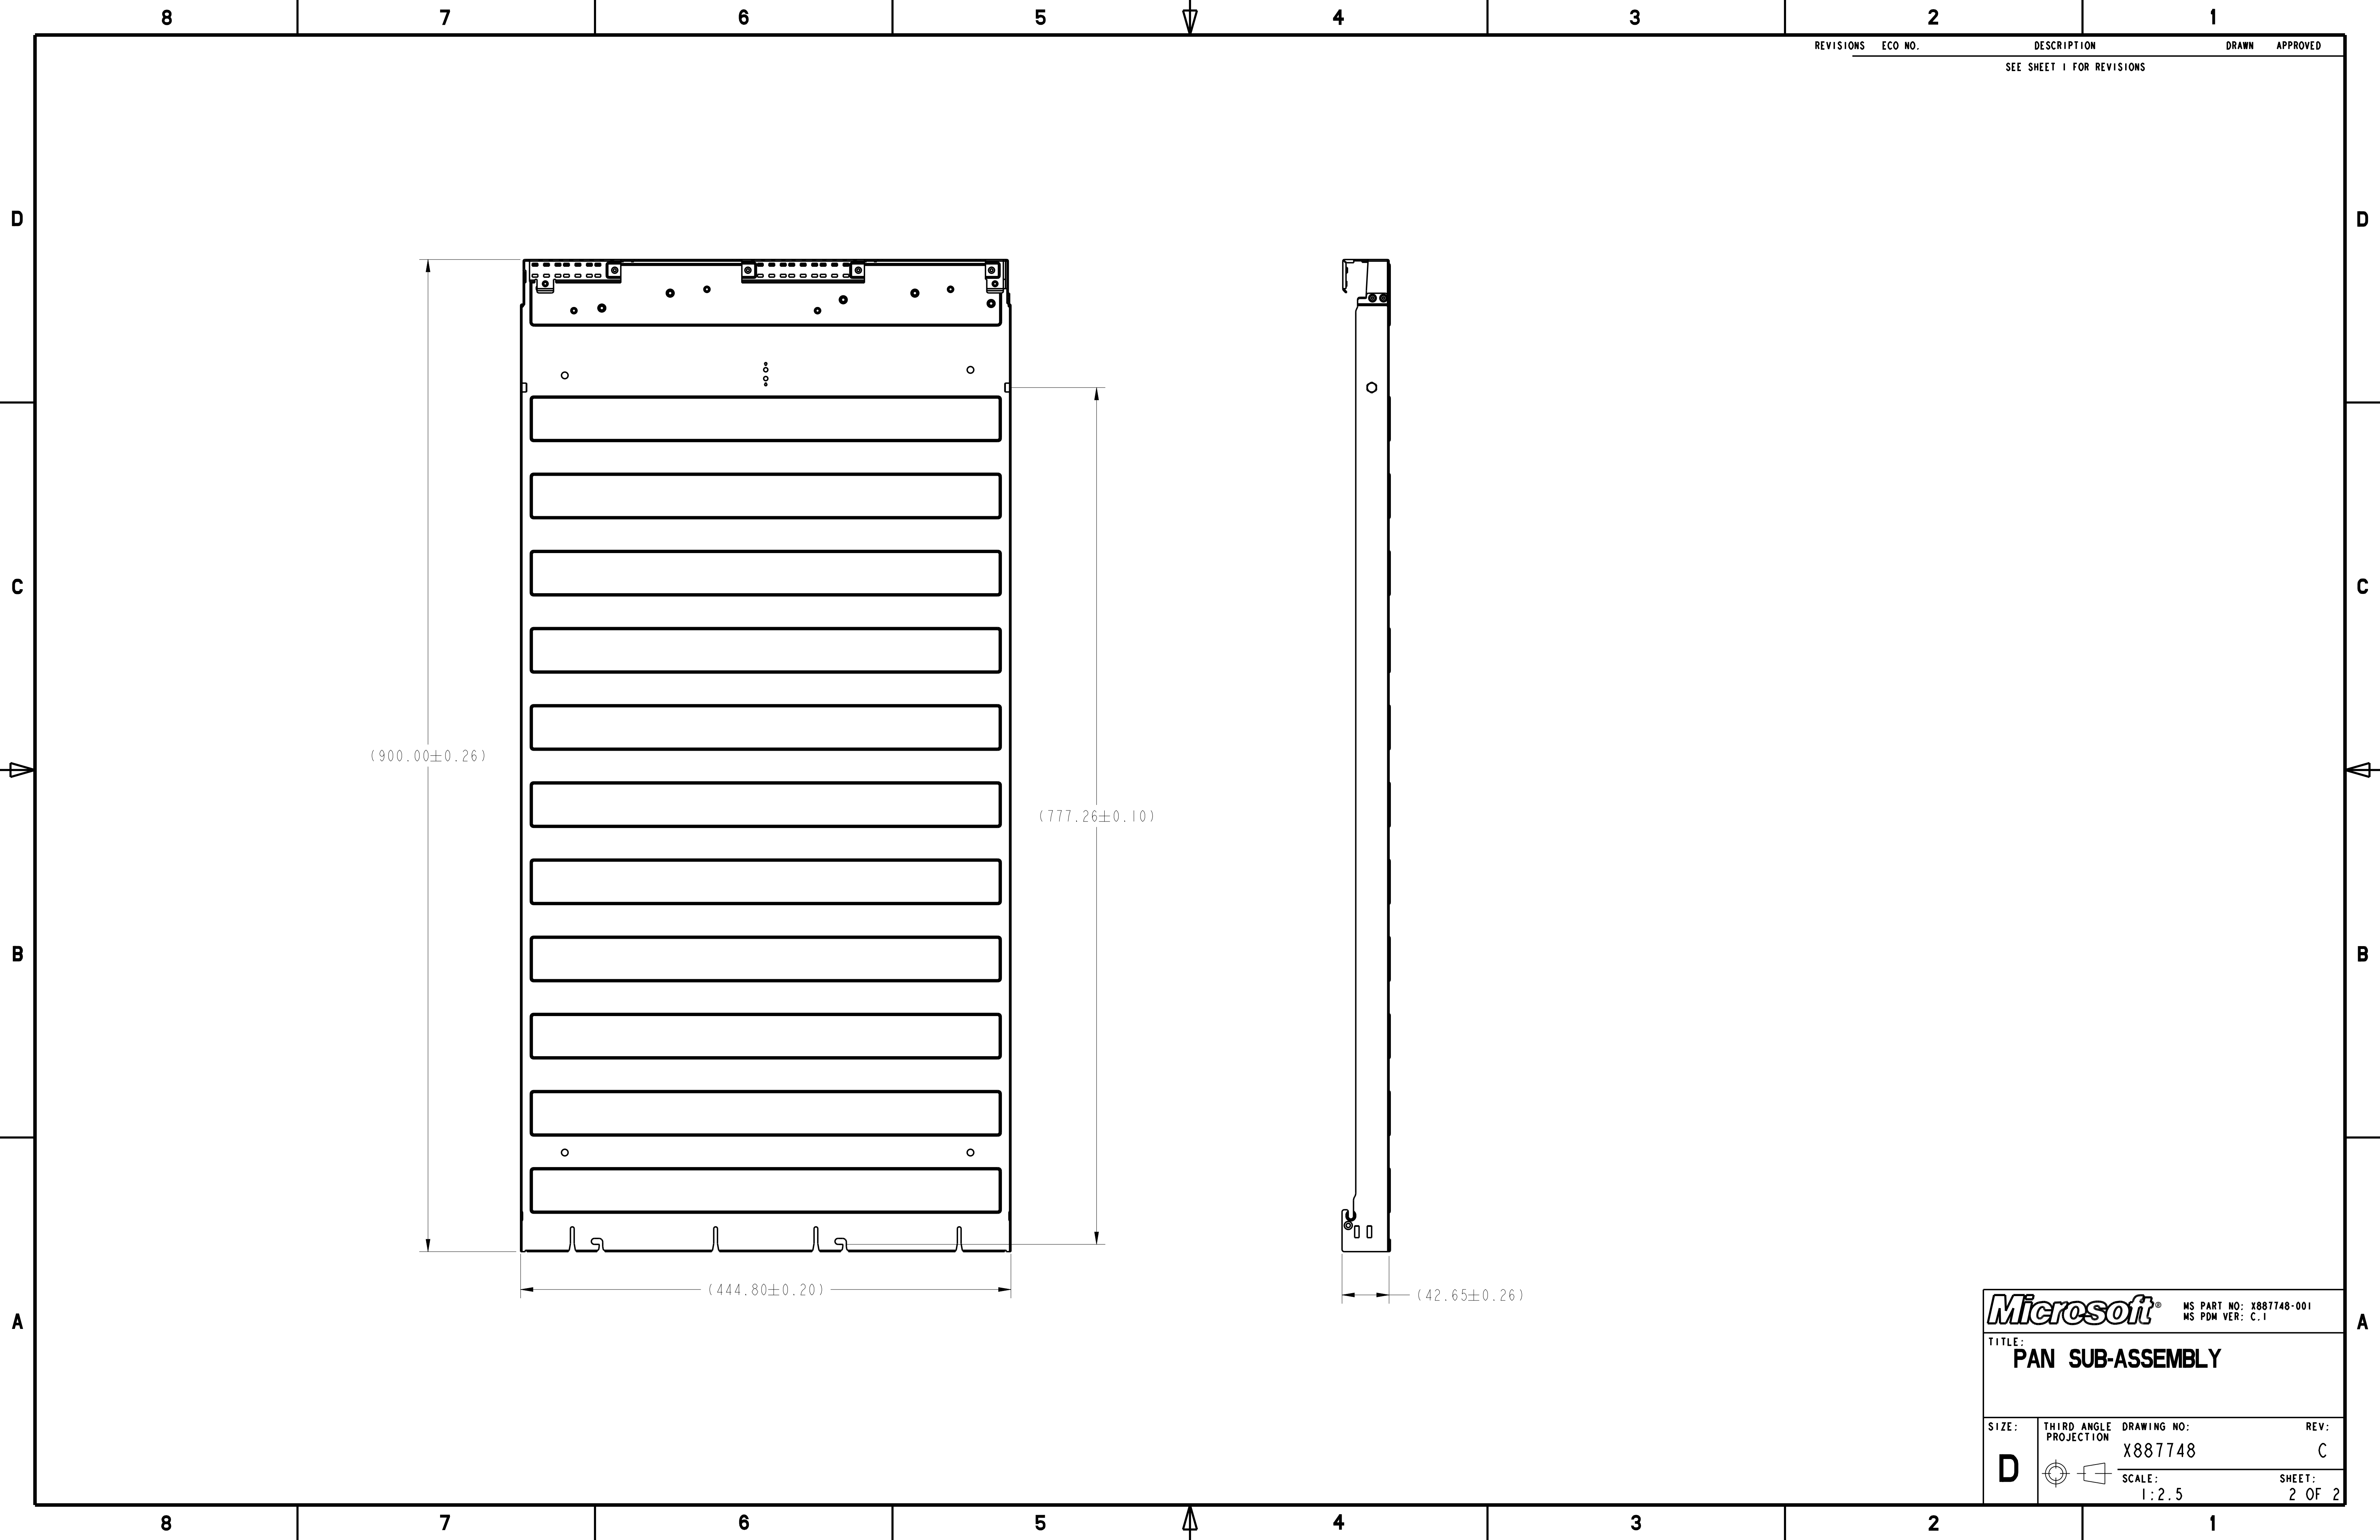 8 7 6 5 4 3 2 1
REVISIONS ECO NO. DESCRIPTION DRAWN APPROVED
SEE SHEET 1 FOR REVISIONS
D D
C C
(900.00±0.26)
(777.26±0.10)
B B
(444.80±0.20)
(42.65±0.26)
A A
Microsoft®
MS PART NO: X887748-001
MS PDM VER: C.1
TITLE:
PAN SUB-ASSEMBLY
SIZE:
D
THIRD ANGLE
PROJECTION
DRAWING NO:
X887748
REV:
C
SCALE:
1:2.5
SHEET:
2 OF 2
8 7 6 5 4 3 2 1